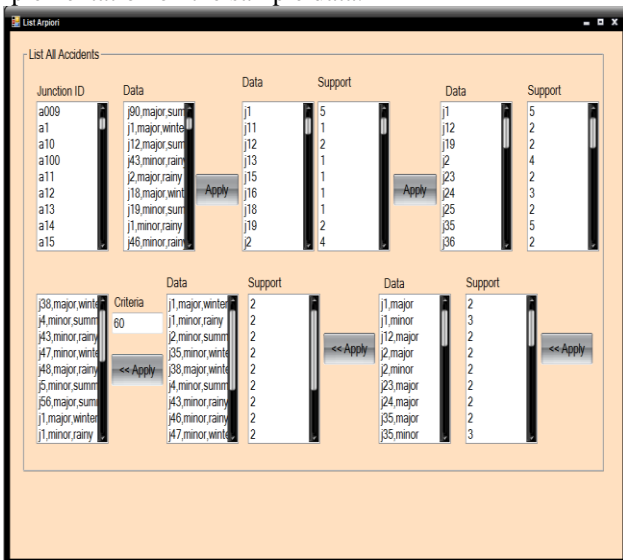 plementation of the sample data.
List Arpiori
List All Accidents
Junction ID Data Data Support Data Support
a009 j90,major,sum j1 5 j1 5
a1 j1,major,winte j11 1 j12 2
a10 j12,major,sum j12 2 j19 2
a100 j43,minor,rainy j13 1 j2 4
a11 j2,major,rainy j15 1 j23 2
a12 j18,major,wint Apply j16 1 Apply j24 3
a13 j19,minor,sum j18 1 j25 2
a14 j1,minor,rainy j19 2 j35 5
a15 j46,minor,rainy j2 4 j36 2
Data Support Data Support
j38,major,winte Criteria j1,major,winter 2 j1,major 2
j4,minor,summ 60 j1,minor,rainy 2 j1,minor 3
j43,minor,rainy j2,minor,summ 2 j12,major 2
j47,minor,winte j35,minor,winte 2 << Apply j2,major 2 << Apply
j48,major,rainy << Apply j38,major,winte 2 j2,minor 2
j5,minor,summe j4,minor,summ 2 j23,major 2
j56,major,sumr j43,minor,rainy 2 j24,major 2
j1,major,winter j46,minor,rainy 2 j35,major 2
j1,minor,rainy j47,minor,winte 2 j35,minor 3